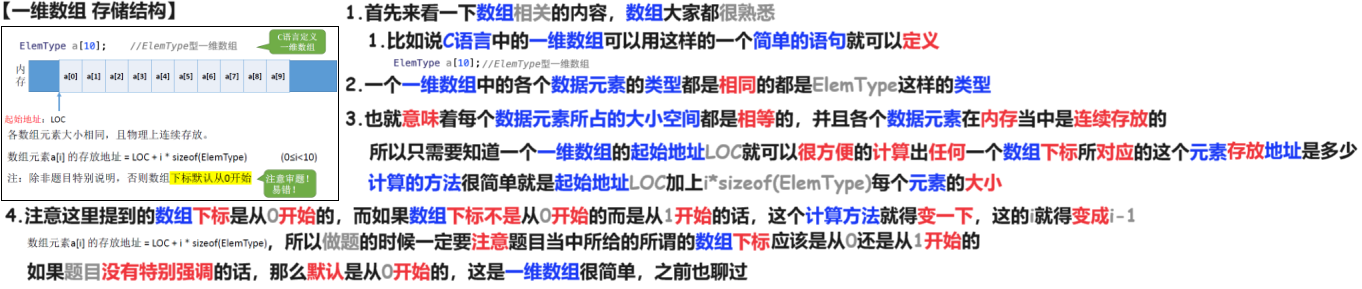 【一维数组 存储结构】
ElemType a[10]; //ElemType型一维数组
C语言定义
一维数组
内存
a[0] a[1] a[2] a[3] a[4] a[5] a[6] a[7] a[8] a[9]
起始地址：LOC
各数组元素大小相同，且物理上连续存放。
数组元素a[i] 的存放地址 = LOC + i * sizeof(ElemType) (0≤i<10)
注：除非题目特别说明，否则数组下标默认从0开始
注意审题！
易错！
1.首先来看一下数组相关的内容，数组大家都很熟悉
1.比如说C语言中的一维数组可以用这样的一个简单的语句就可以定义
ElemType a[10]; //ElemType型一维数组
2.一个一维数组中的各个数据元素的类型都是相同的都是ElemType这样的类型
3.也就意味着每个数据元素所占的大小空间都是相等的，并且各个数据元素在内存当中是连续存放的
所以只需要知道一个一维数组的起始地址LOC就可以很方便的计算出任何一个数组下标所对应的这个元素存放地址是多少
计算的方法很简单就是起始地址LOC加上i*sizeof(ElemType)每个元素的大小
4.注意这里提到的数组下标是从0开始的，而如果数组下标不是从0开始的而是从1开始的话，这个计算方法就得变一下，这的i就得变成i-1
数组元素a[i] 的存放地址 = LOC + i * sizeof(ElemType)，所以做题的时候一定要注意题目当中所给的所谓的数组下标应该是从0还是从1开始的
如果题目没有特别强调的话，那么默认是从0开始的，这是一维数组很简单，之前也聊过